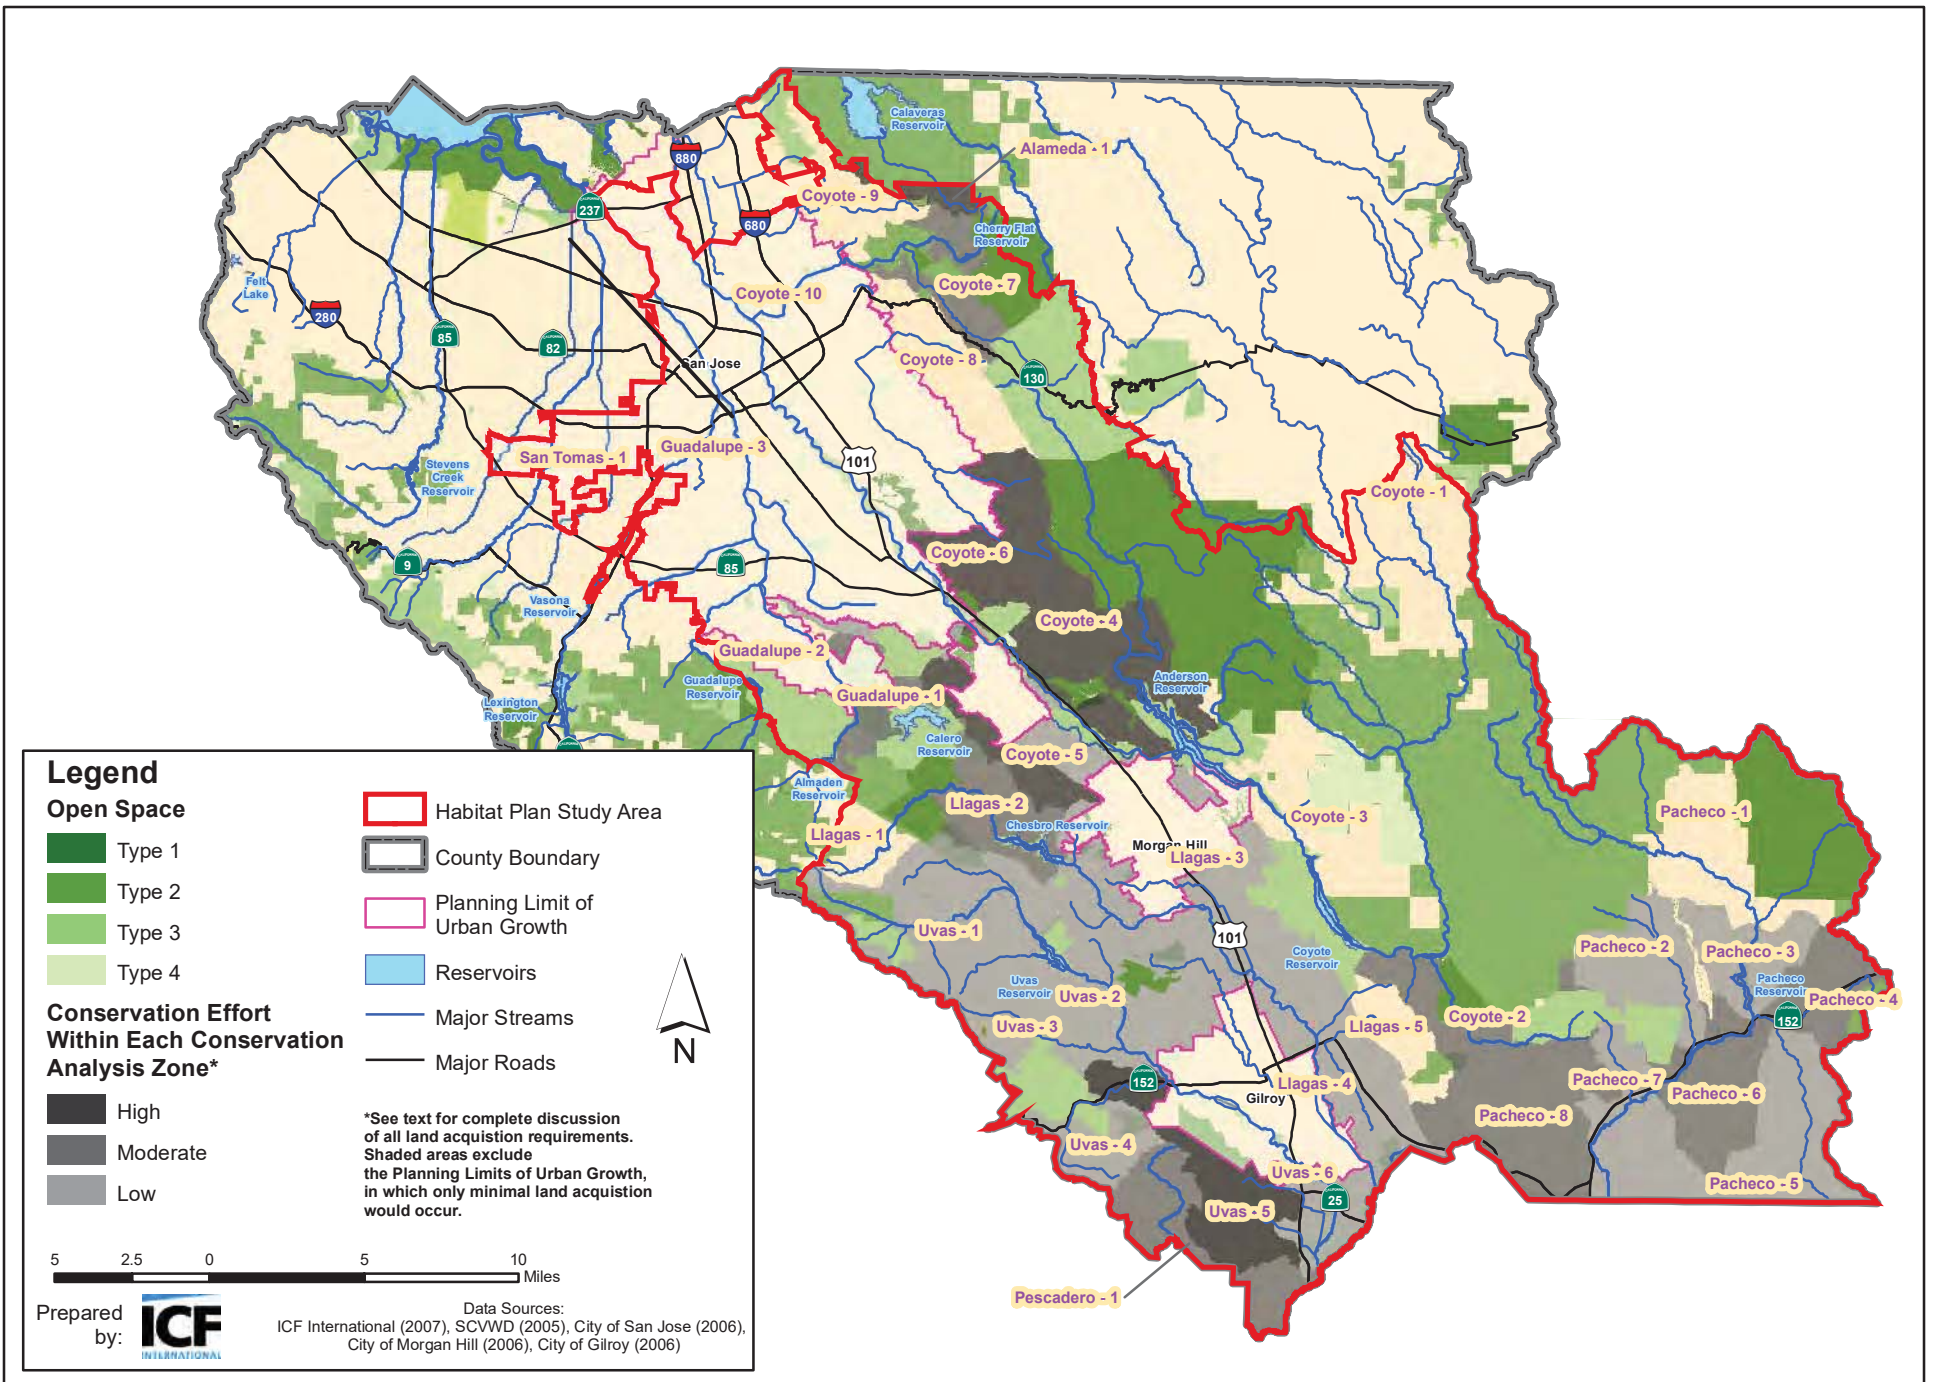 Calaveras
Reservoir
Alameda - 1
880
Coyote - 9
237
680
Cherry Flat
Reservoir
Felt
Lake
Coyote - 7
Coyote - 10
280
85
82
San Jose
Coyote - 8
130
Guadalupe - 3
San Tomas - 1
101
Stevens
Creek
Reservoir
Coyote - 1
Coyote - 6
9
85
Vasona
Reservoir
Coyote - 4
Guadalupe - 2
Guadalupe
Reservoir
Anderson
Reservoir
Guadalupe - 1
Lexington
Reservoir
Calero
Reservoir
Coyote - 5
Almaden
Reservoir
Llagas - 2
Coyote - 3
Pacheco - 1
Chesbro Reservoir
Llagas - 1
Morgan Hill
Llagas - 3
Uvas - 1
101
Pacheco - 2
Pacheco - 3
Coyote
Reservoir
Uvas
Reservoir
Uvas - 2
Pacheco
Reservoir
Pacheco - 4
152
Uvas - 3
Llagas - 5
Coyote - 2
152
Llagas - 4
Gilroy
Pacheco - 7
Pacheco - 6
Pacheco - 8
Uvas - 4
Uvas - 6
Pacheco - 5
25
Uvas - 5
Pescadero - 1
Legend
Open Space
Type 1
Type 2
Type 3
Type 4
Conservation Effort
Within Each Conservation
Analysis Zone*
High
Moderate
Low
Habitat Plan Study Area
County Boundary
Planning Limit of
Urban Growth
Reservoirs
Major Streams
Major Roads
N
*See text for complete discussion
of all land acquistion requirements.
Shaded areas exclude
the Planning Limits of Urban Growth,
in which only minimal land acquistion
would occur.
5 2.5 0 5 10
Miles
Prepared
by:
ICF
INTERNATIONAL
Data Sources:
ICF International (2007), SCVWD (2005), City of San Jose (2006),
City of Morgan Hill (2006), City of Gilroy (2006)